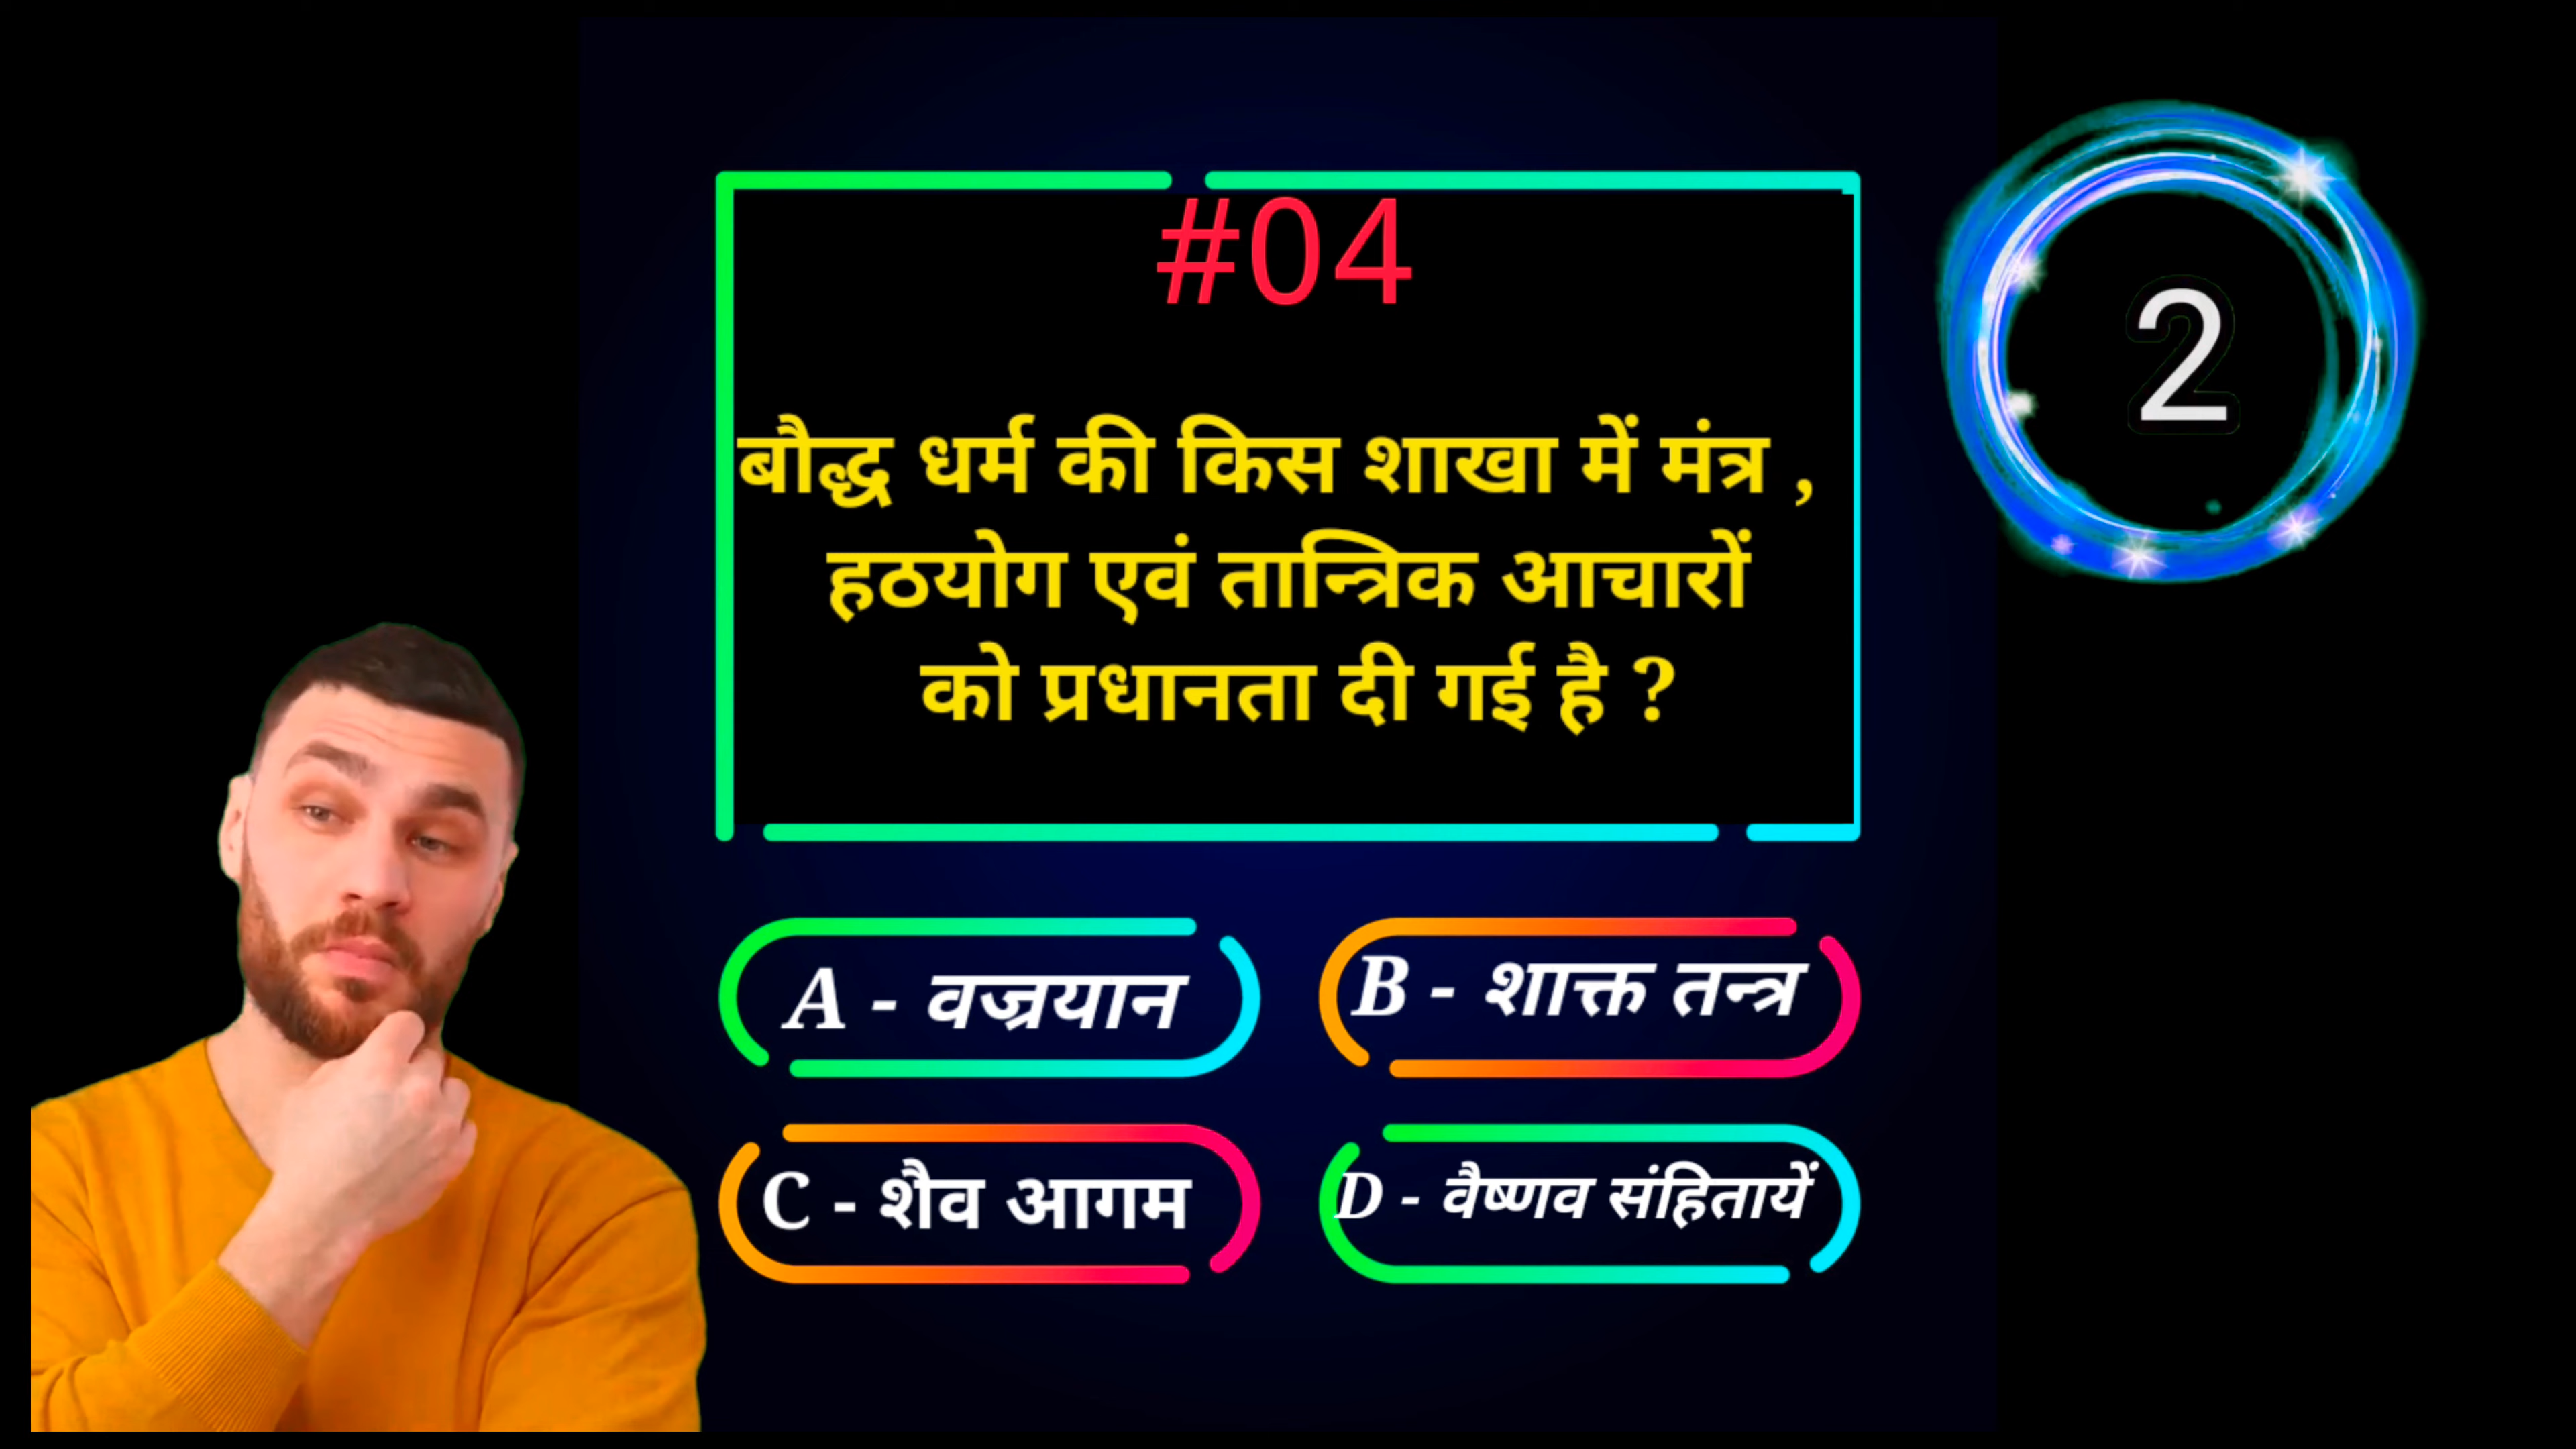 #04
2
बौद्ध धर्म की किस शाखा में मंत्र ,
हठयोग एवं तान्त्रिक आचारों
को प्रधानता दी गई है ?
A - वज्रयान
B - शाक्त तन्त्र
C - शैव आगम
D - वैष्णव संहितायें